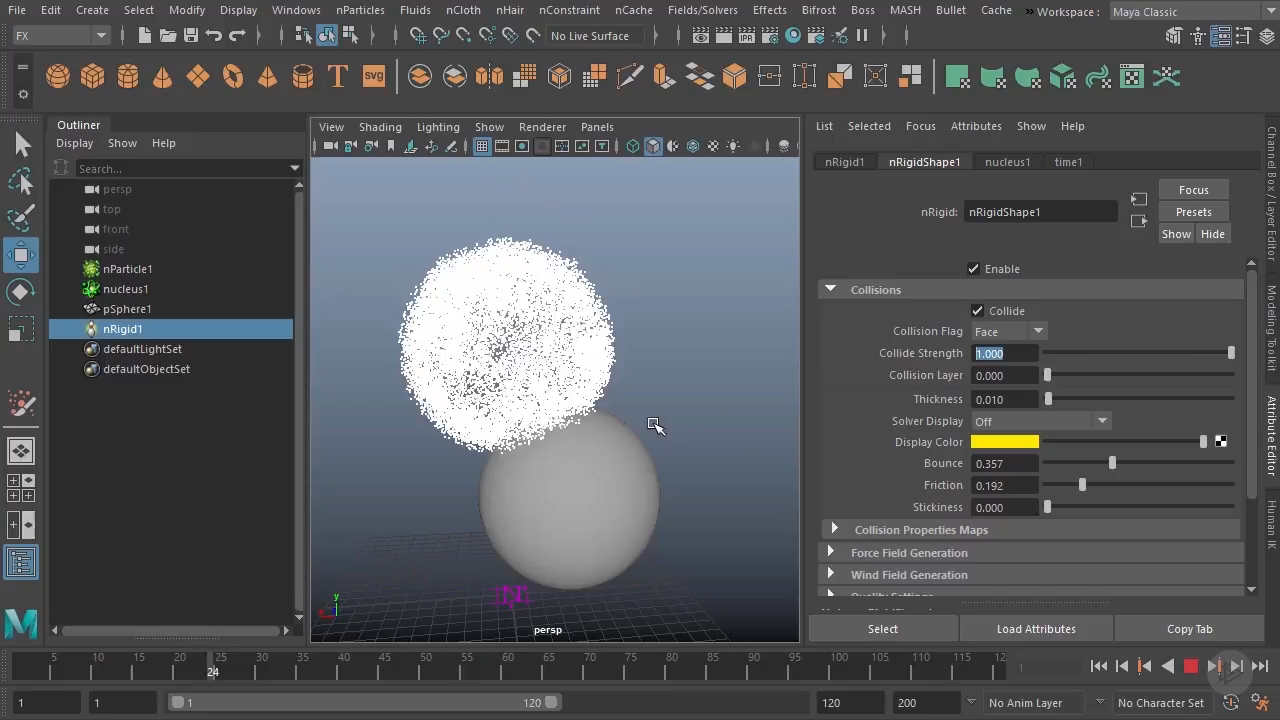 File Edit Create Select Modify Display Windows nParticles Fluids nCloth nHair nConstraint nCache Fields/Solvers Effects Bifrost Boss MASH Bullet Cache » Workspace : Maya Classic
FX No Live Surface
T svg
Outliner
Display Show Help
Search...
persp
top
front
side
nParticle1
nucleus1
pSphere1
nRigid1
defaultLightSet
defaultObjectSet
View Shading Lighting Show Renderer Panels
N
y
persp
List Selected Focus Attributes Show Help
nRigid1 nRigidShape1 nucleus1 time1
Focus
nRigid: nRigidShape1 Presets
Show Hide
Enable
Collisions
Collide
Collision Flag Face
Collide Strength 1.000
Collision Layer 0.000
Thickness 0.010
Solver Display Off
Display Color
Bounce 0.357
Friction 0.192
Stickiness 0.000
Collision Properties Maps
Force Field Generation
Wind Field Generation
Select Load Attributes Copy Tab
Channel Box / Layer Editor
Modeling Toolkit
Attribute Editor
Human IK
5 10 15 20 25 30 35 40 45 50 55 60 65 70 75 80 85 90 95 100 105 110 115 12
24
1
1 1 1 120 120 200 No Anim Layer No Character Set